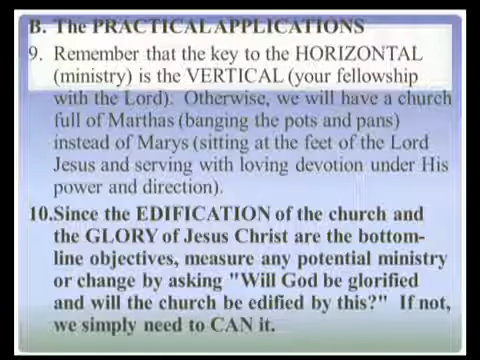 B. The PRACTICAL APPLICATIONS
9. Remember that the key to the HORIZONTAL
(ministry) is the VERTICAL (your fellowship
with the Lord). Otherwise, we will have a church
full of Marthas (banging the pots and pans)
instead of Marys (sitting at the feet of the Lord
Jesus and serving with loving devotion under His
power and direction).
10.Since the EDIFICATION of the church and
the GLORY of Jesus Christ are the bottom-
line objectives, measure any potential ministry
or change by asking "Will God be glorified
and will the church be edified by this?" If not,
we simply need to CAN it.